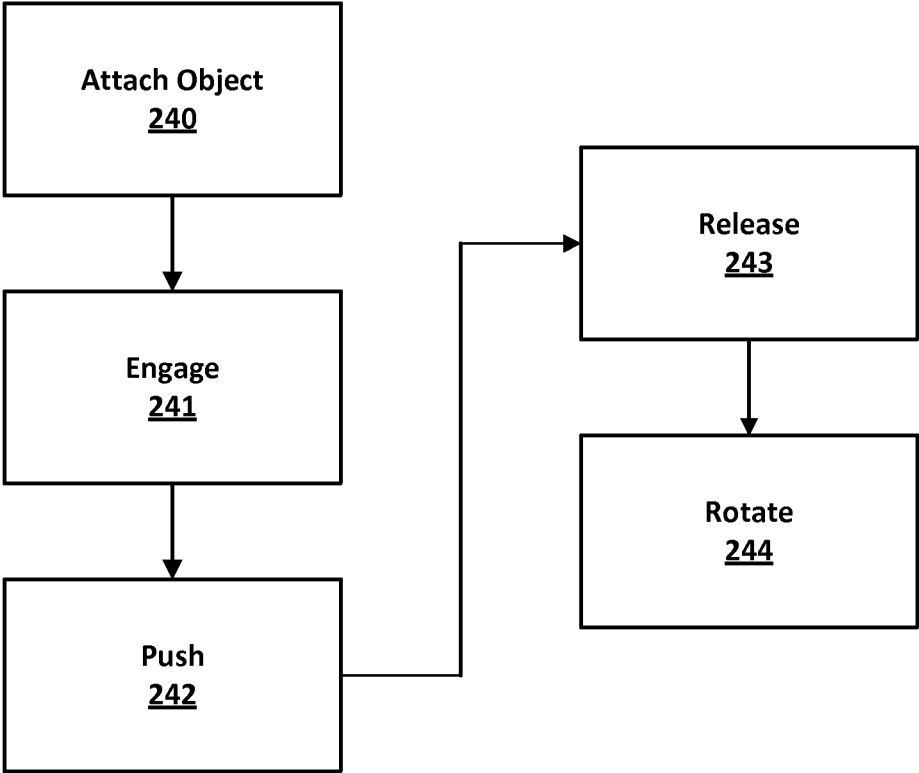 Attach Object
240
Engage
241
Push
242
Release
243
Rotate
244